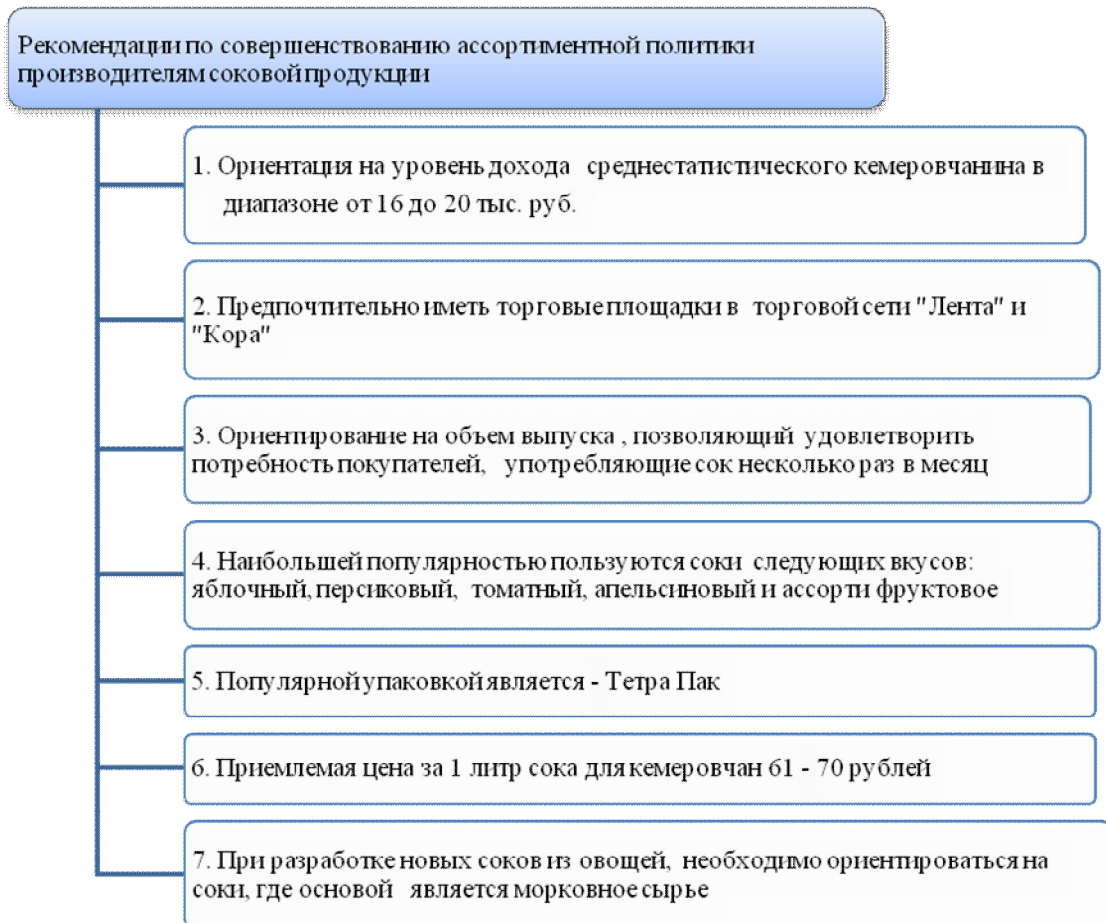 Рекомендации по совершенствованию ассортиментной политики
производителям соковой продукции
1. Ориентация на уровень дохода среднестатистического кемеровчанина в
диапазоне от 16 до 20 тыс. руб.
2. Предпочтительно иметь торговые площадки в торговой сети "Лента" и
"Кора"
3. Ориентирование на объем выпуска , позволяющий удовлетворить
потребность покупателей, употребляющие сок несколько раз в месяц
4. Наибольшей популярностью пользуются соки следующих вкусов:
яблочный, персиковый, томатный, апельсиновый и ассорти фруктовое
5. Популярной упаковкой является - Тетра Пак
6. Приемлемая цена за 1 литр сока для кемеровчан 61 - 70 рублей
7. При разработке новых соков из овощей, необходимо ориентироваться на
соки, где основой является морковное сырье